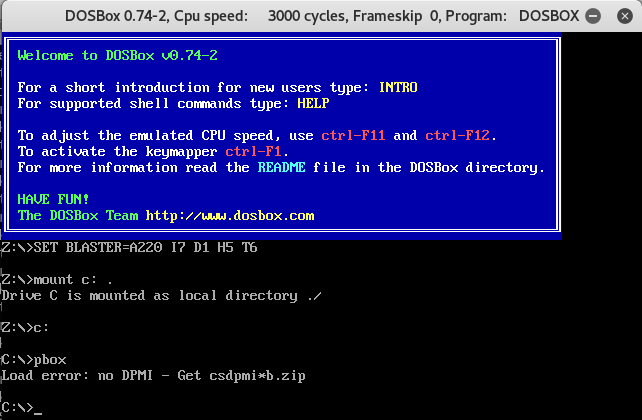 DOSBox 0.74-2, Cpu speed: 3000 cycles, Frameskip 0, Program: DOSBOX
Welcome to DOSBox v0.74-2
For a short introduction for new users type: INTRO
For supported shell commands type: HELP
To adjust the emulated CPU speed, use ctrl-F11 and ctrl-F12.
To activate the keymapper ctrl-F1.
For more information read the README file in the DOSBox directory.
HAVE FUN!
The DOSBox Team http://www.dosbox.com
Z:\>SET BLASTER=A220 I7 D1 H5 T6
Z:\>mount c: .
Drive C is mounted as local directory ./
Z:\>c:
C:\>pbox
Load error: no DPMI - Get csdpmi*b.zip
C:\>_